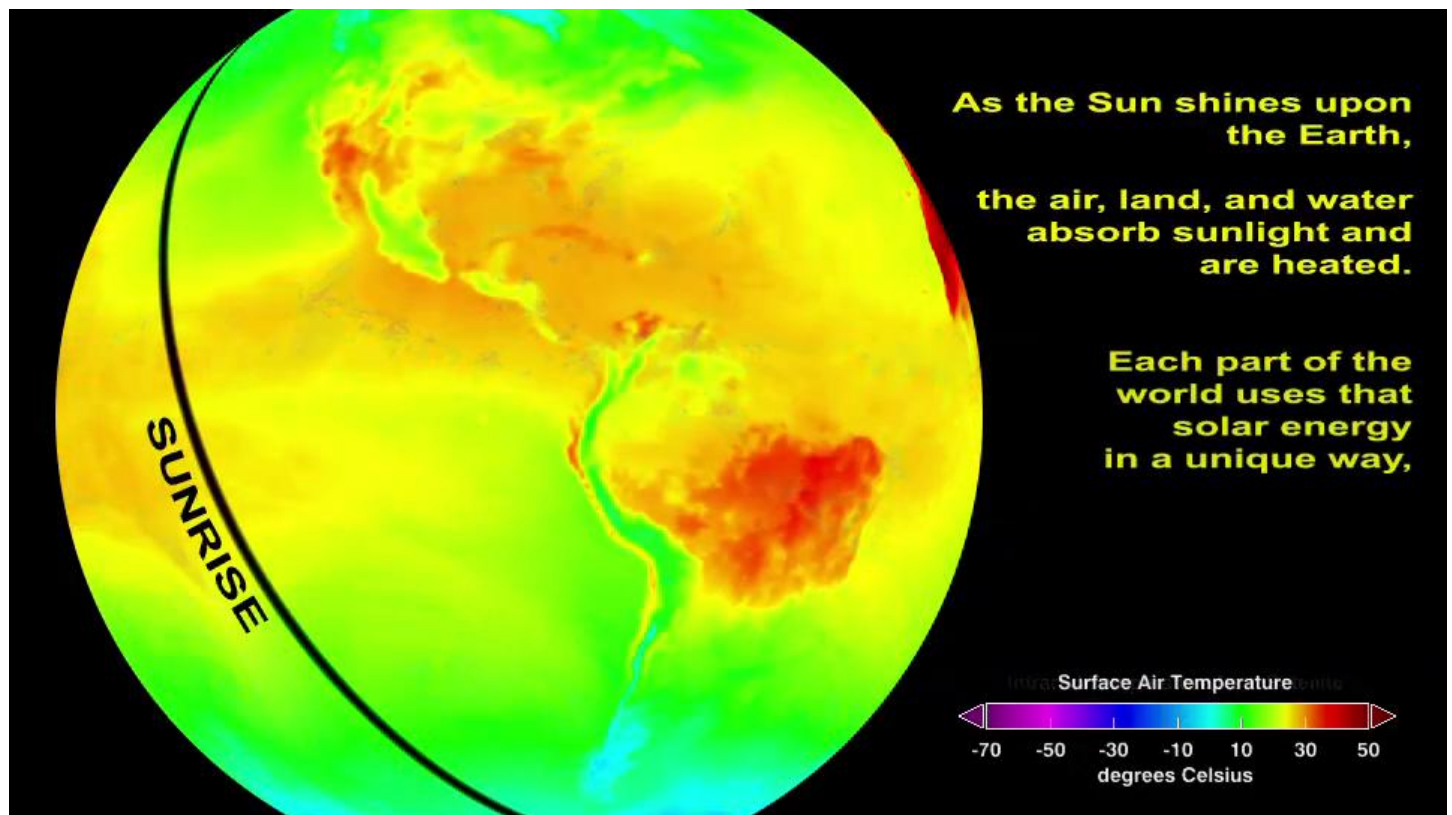 As the Sun shines upon
the Earth,
the air, land, and water
absorb sunlight and
are heated.
Each part of the
world uses that
solar energy
in a unique way,
SUNRISE
Surface Air Temperature
-70 -50 -30 -10 10 30 50
degrees Celsius